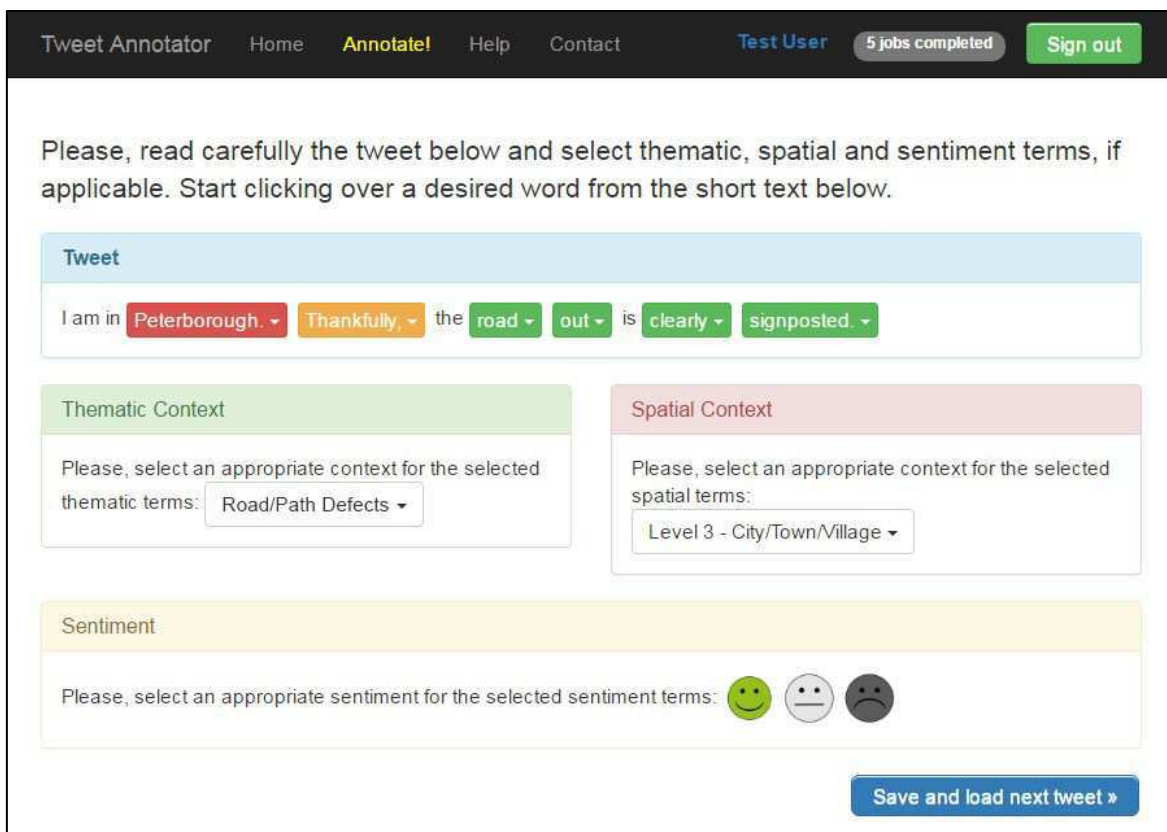 Tweet Annotator Home Annotate! Help Contact Test User 5 jobs completed Sign out
Please, read carefully the tweet below and select thematic, spatial and sentiment terms, if
applicable. Start clicking over a desired word from the short text below.
Tweet
I am in Peterborough. Thankfully, the road out is clearly signposted.
Thematic Context
Please, select an appropriate context for the selected
thematic terms: Road/Path Defects
Spatial Context
Please, select an appropriate context for the selected
spatial terms:
Level 3 - City/Town/Village
Sentiment
Please, select an appropriate sentiment for the selected sentiment terms:
Save and load next tweet »